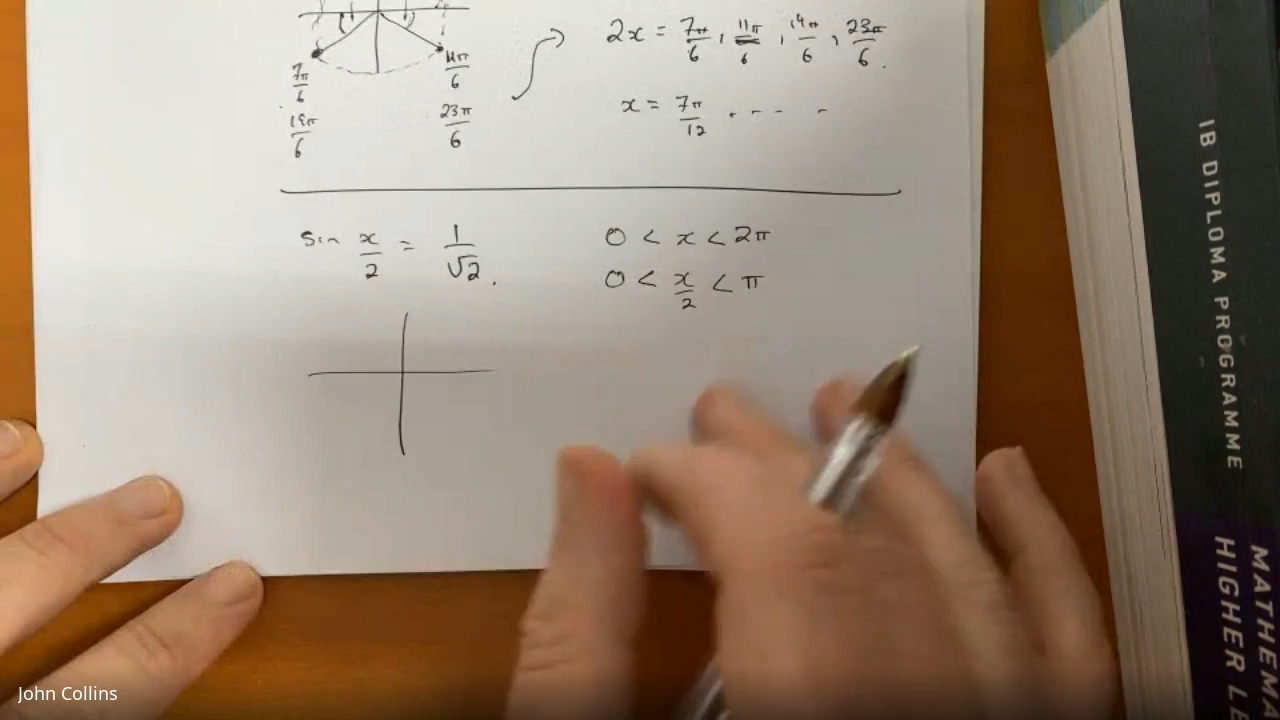 2x = 7π/6, 11π/6, 19π/6, 23π/6.
7π/6 11π/6
x = 7π/12 . - - - -
19π/6 23π/6
sin x/2 = 1/√2. 0 < x < 2π
0 < x/2 < π
IB DIPLOMA PROGRAMME
MATHEMA
HIGHER LE
John Collins